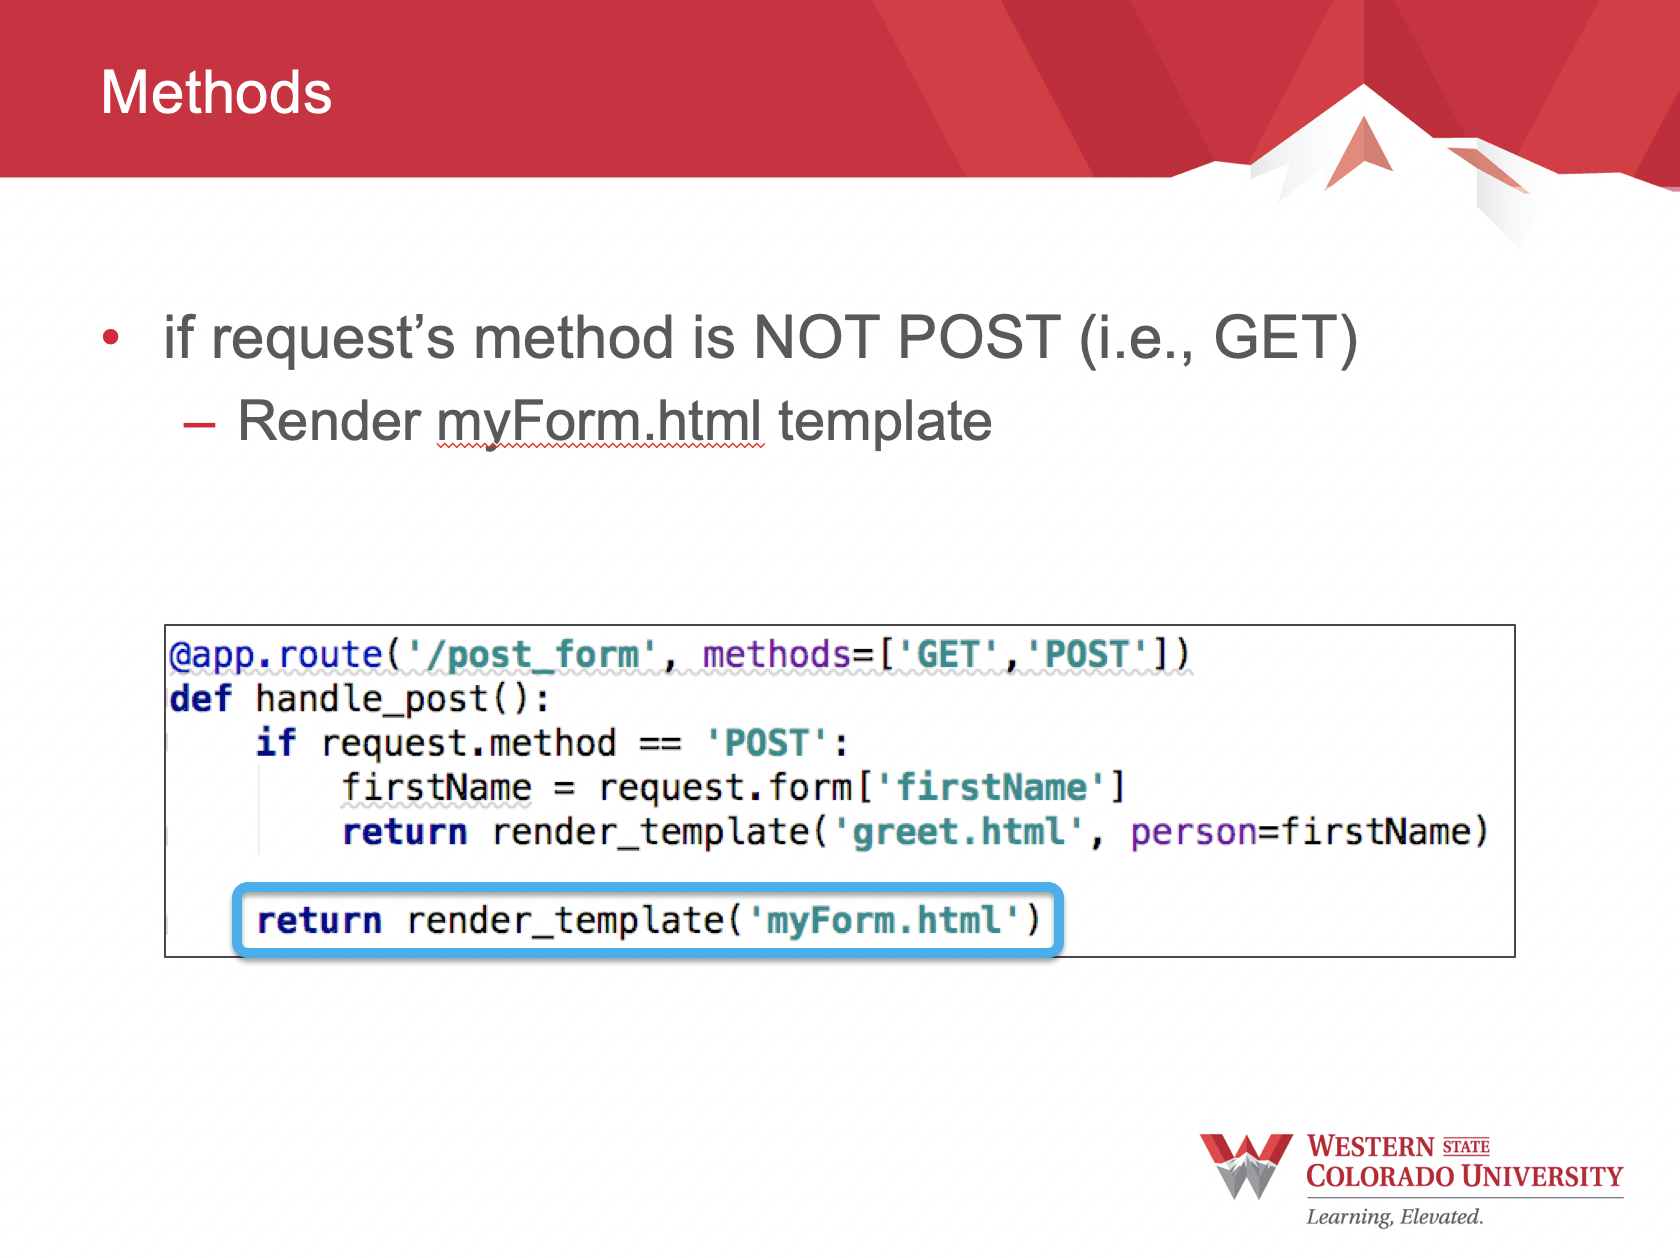 Methods
• if request’s method is NOT POST (i.e., GET)
– Render myForm.html template
@app.route('/post_form', methods=['GET','POST'])
def handle_post():
    if request.method == 'POST':
        firstName = request.form['firstName']
        return render_template('greet.html', person=firstName)
    return render_template('myForm.html')
WESTERN STATE
COLORADO UNIVERSITY
Learning, Elevated.